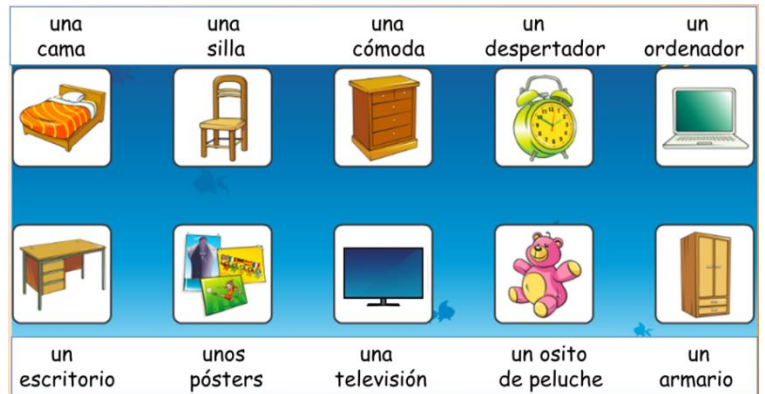 una una una un un
cama silla cómoda despertador ordenador
un unos una un osito un
escritorio pósters televisión de peluche armario